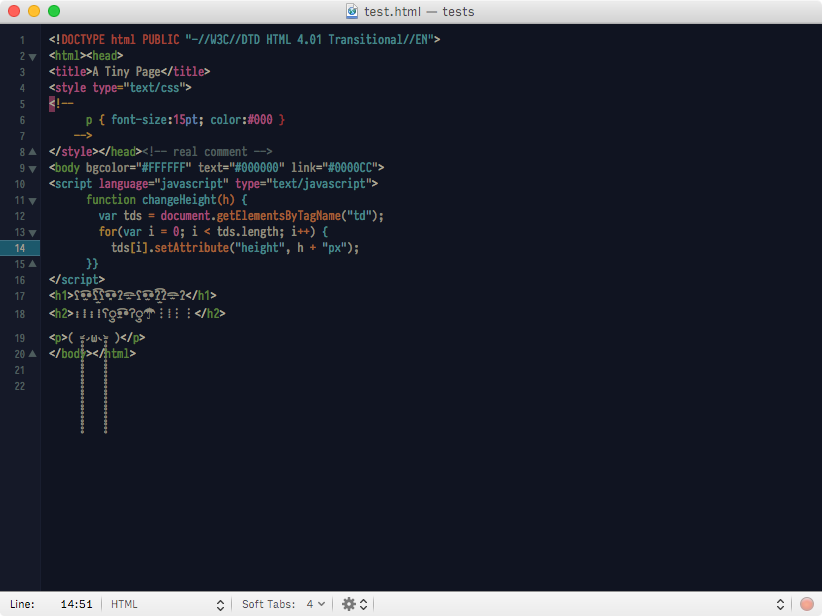 test.html — tests
1 <!DOCTYPE html PUBLIC "-//W3C//DTD HTML 4.01 Transitional//EN">
2 <html><head>
3 <title>A Tiny Page</title>
4 <style type="text/css">
5 <!--
6 p { font-size:15pt; color:#000 }
7 -->
8 </style></head><!-- real comment -->
9 <body bgcolor="#FFFFFF" text="#000000" link="#0000CC">
10 <script language="javascript" type="text/javascript">
11 function changeHeight(h) {
12 var tds = document.getElementsByTagName("td");
13 for(var i = 0; i < tds.length; i++) {
14 tds[i].setAttribute("height", h + "px");
15 }}
16 </script>
17 <h1></h1>
18 <h2></h2>
19 <p>( ω )</p>
20 </body></html>
21
22
Line: 14:51 HTML Soft Tabs: 4